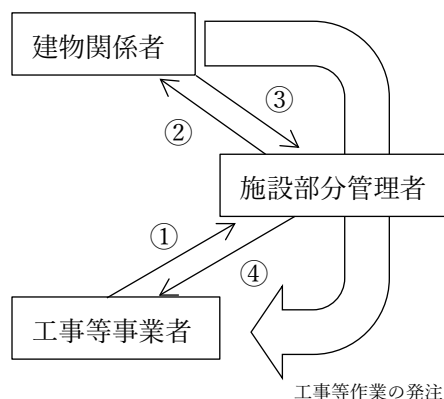 建物関係者
③
②
施設部分管理者
①
④
工事等事業者
工事等作業の発注